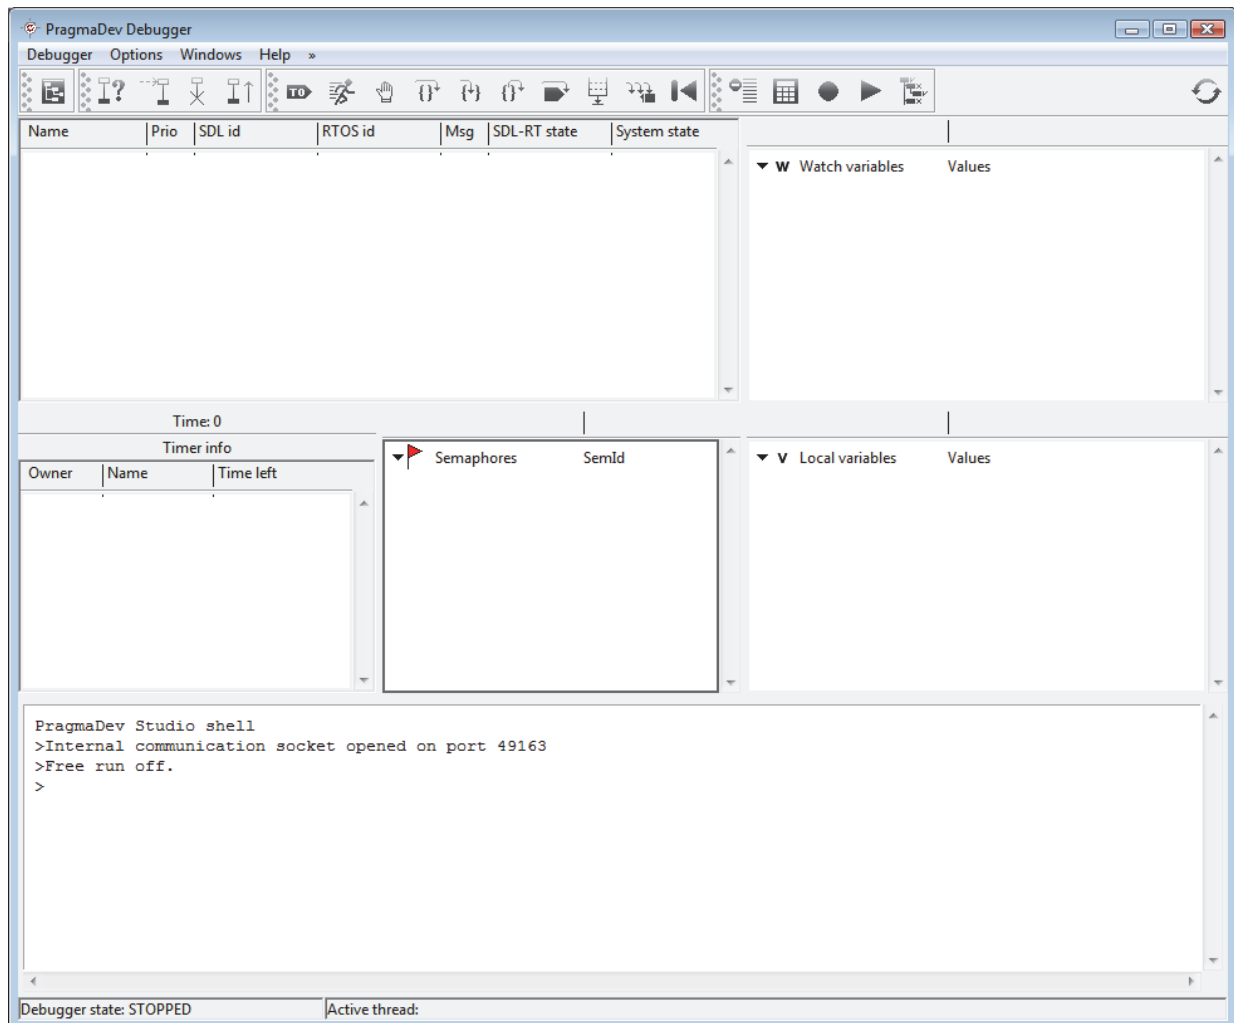 PragmaDev Debugger
Debugger Options Windows Help »
I? TO
Name Prio SDL id RTOS id Msg SDL-RT state System state
W Watch variables Values
Time: 0
Timer info
Owner Name Time left
Semaphores SemId
V Local variables Values
PragmaDev Studio shell
>Internal communication socket opened on port 49163
>Free run off.
>
Debugger state: STOPPED Active thread: